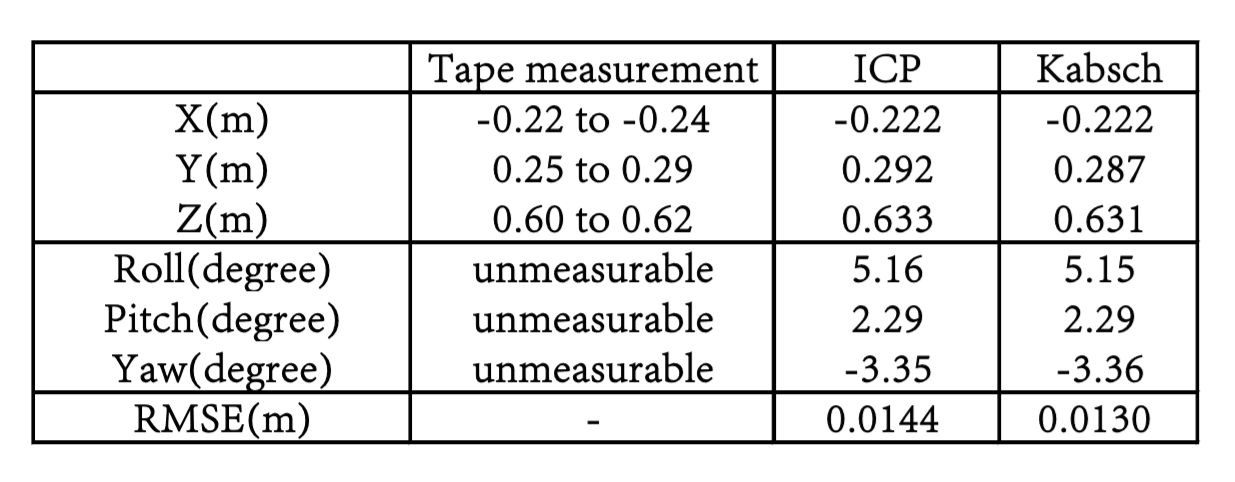 Tape measurement ICP Kabsch
X(m) -0.22 to -0.24 -0.222 -0.222
Y(m) 0.25 to 0.29 0.292 0.287
Z(m) 0.60 to 0.62 0.633 0.631
Roll(degree) unmeasurable 5.16 5.15
Pitch(degree) unmeasurable 2.29 2.29
Yaw(degree) unmeasurable -3.35 -3.36
RMSE(m) - 0.0144 0.0130